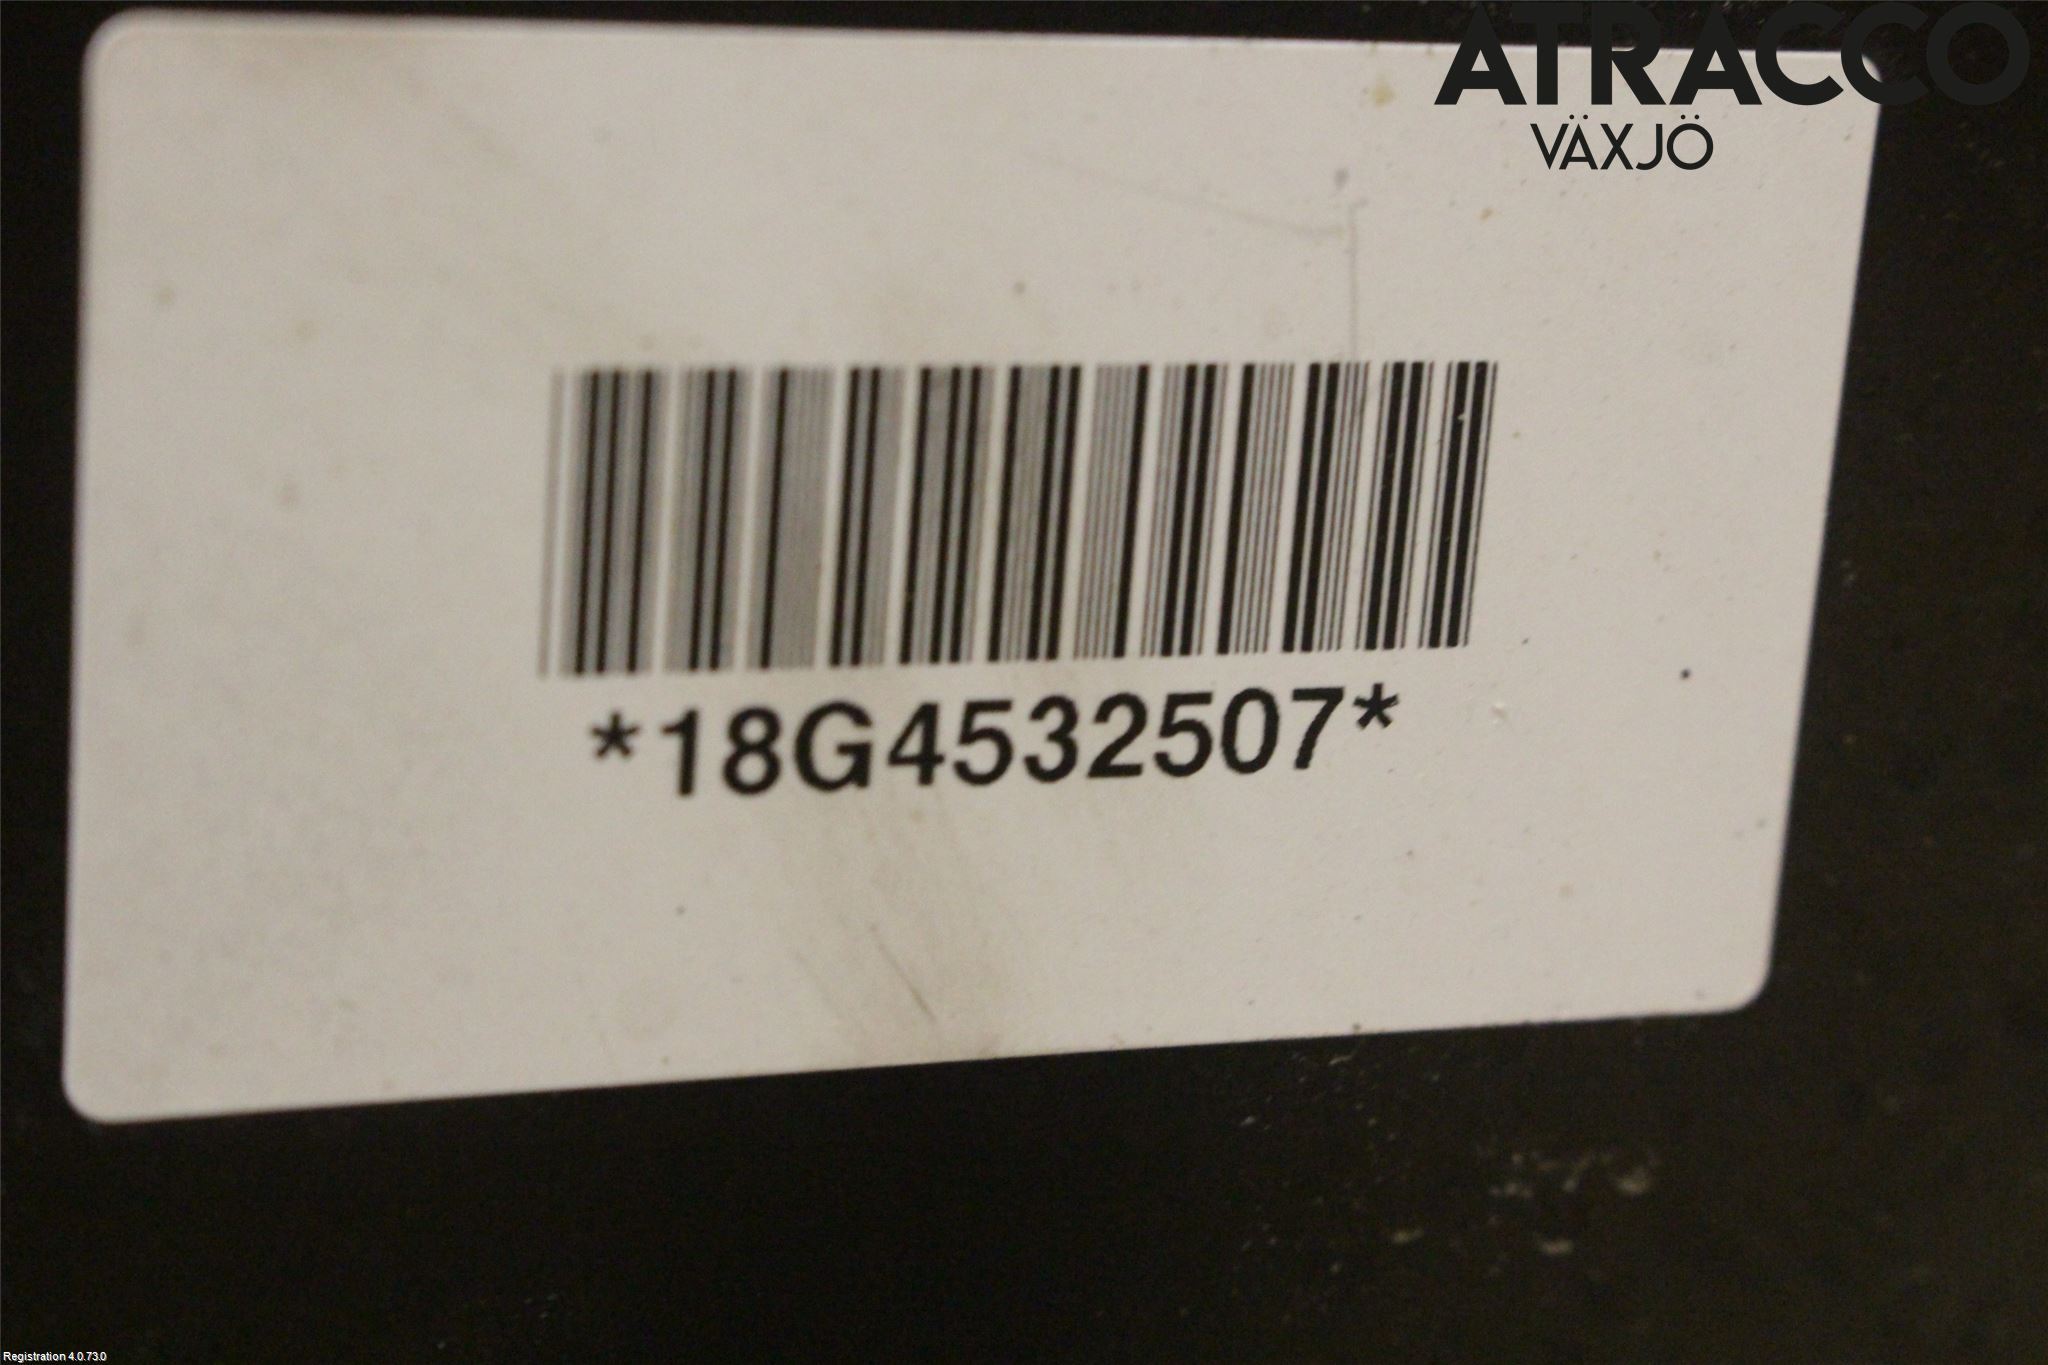 ATRACCO
VÄXJÖ
*18G4532507*
Registration 4.0.73.0